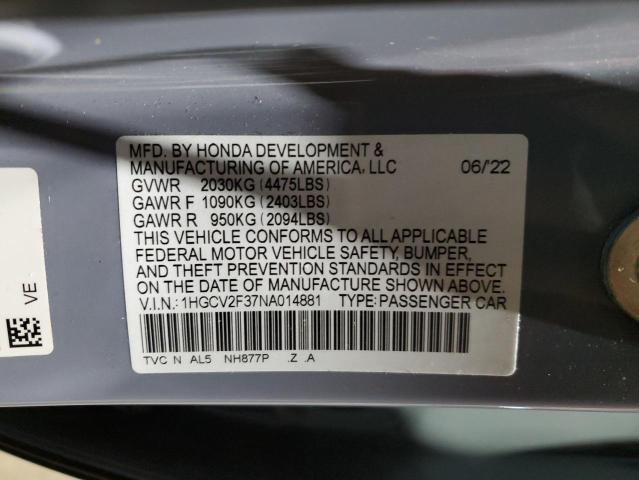 MFD. BY HONDA DEVELOPMENT &
MANUFACTURING OF AMERICA, LLC 06/'22
GVWR 2030KG (4475LBS)
GAWR F 1090KG (2403LBS)
GAWR R 950KG (2094LBS)
THIS VEHICLE CONFORMS TO ALL APPLICABLE
FEDERAL MOTOR VEHICLE SAFETY, BUMPER,
AND THEFT PREVENTION STANDARDS IN EFFECT
ON THE DATE OF MANUFACTURE SHOWN ABOVE.
V.I.N.: 1HGCV2F37NA014881 TYPE: PASSENGER CAR
TVC N AL5 NH877P .Z .A
VE